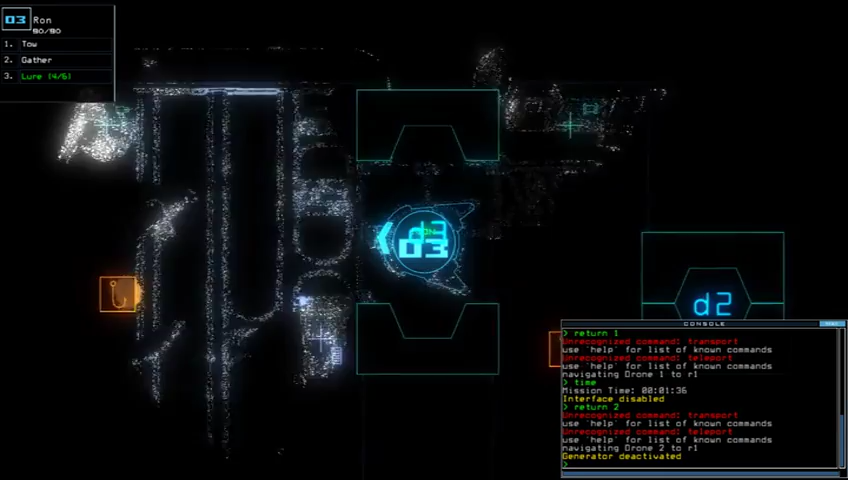 03 Ron
90/90
1. Tow
2. Gather
3. Lure (4/6)
d3
03
d2
CONSOLE
> return 1
Unrecognized command: transport
use 'help' for list of known commands
Unrecognized command: teleport
use 'help' for list of known commands
navigating Drone 1 to r1
> time
Mission Time: 00:01:36
Interface disabled
> return 2
Unrecognized command: transport
use 'help' for list of known commands
Unrecognized command: teleport
use 'help' for list of known commands
navigating Drone 2 to r1
Generator deactivated
>